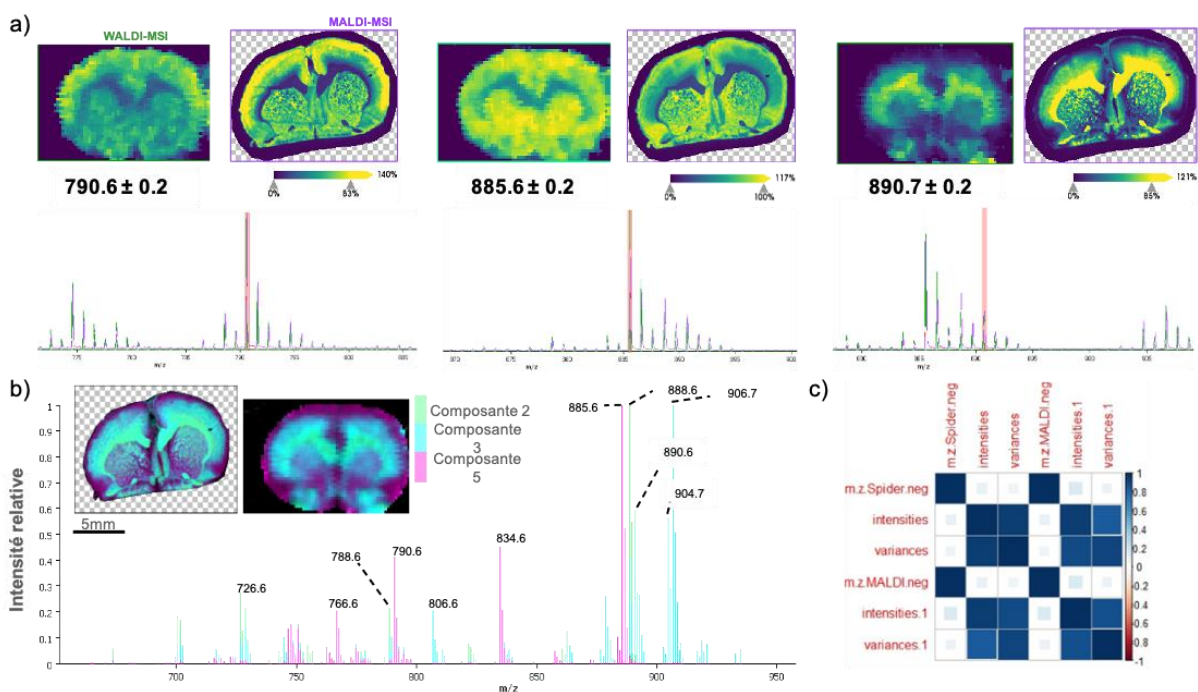 a)
WALDI-MSI
MALDI-MSI
140%
0%
83%
117%
0%
100%
121%
0%
85%
790.6 ± 0.2
885.6 ± 0.2
890.7 ± 0.2
m/z
m/z
m/z
b)
Intensité relative
1
0.9
0.8
0.7
0.6
0.5
0.4
0.3
0.2
0.1
0
5mm
Composante 2
Composante
3
Composante
5
885.6
888.6
906.7
890.6
904.7
834.6
788.6
790.6
726.6
766.6
806.6
700
750
800
850
900
950
m/z
c)
m.z.Spider.neg
intensities
variances
m.z.MALDI.neg
intensities.1
variances.1
m.z.Spider.neg
intensities
variances
m.z.MALDI.neg
intensities.1
variances.1
1
0.8
0.6
0.4
0.2
0
-0.2
-0.4
-0.6
-0.8
-1